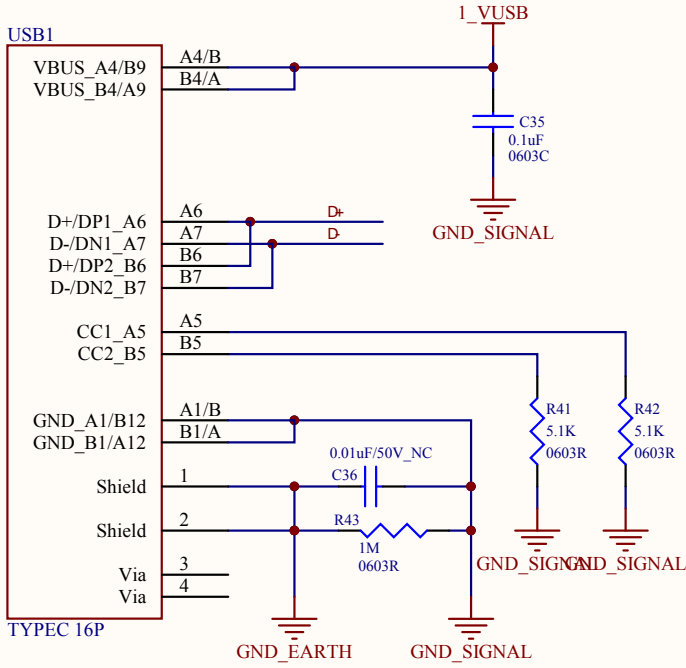 1_VUSB
USB1
VBUS_A4/B9 A4/B
VBUS_B4/A9 B4/A
C35
0.1uF
0603C
GND_SIGNAL
D+/DP1_A6 A6 D+
D-/DN1_A7 A7 D-
D+/DP2_B6 B6
D-/DN2_B7 B7
CC1_A5 A5
CC2_B5 B5
R41
5.1K
0603R
R42
5.1K
0603R
GND_A1/B12 A1/B
GND_B1/A12 B1/A
0.01uF/50V_NC
C36
Shield 1
Shield 2
R43
1M
0603R
GND_SIGNAL
GND_SIGNAL
Via 3
Via 4
TYPEC 16P
GND_EARTH
GND_SIGNAL